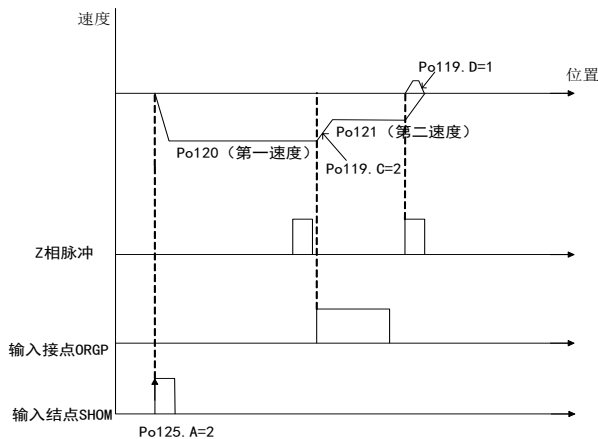 速度
Po119. D=1
位置
Po120（第一速度）
Po121（第二速度）
Po119. C=2
Z相脉冲
输入接点ORGP
输入结点SHOM
Po125. A=2